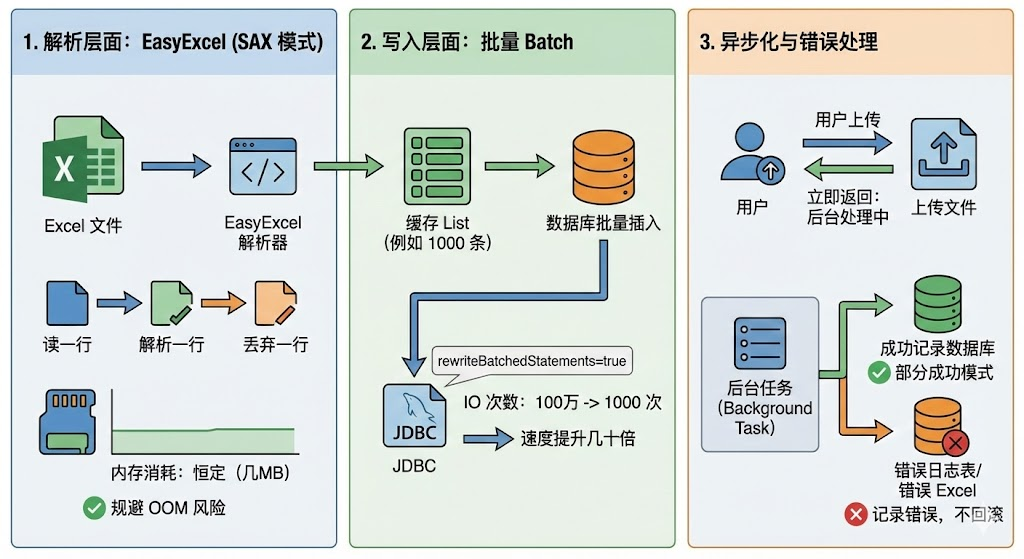 1. 解析层面：EasyExcel (SAX 模式)
X
Excel 文件
</>
EasyExcel
解析器
读一行
解析一行
丢弃一行
内存消耗：恒定（几MB）
规避 OOM 风险
2. 写入层面：批量 Batch
缓存 List
（例如 1000 条）
数据库批量插入
rewriteBatchedStatements=true
JDBC
JDBC
IO 次数：100万 -> 1000 次
速度提升几十倍
3. 异步化与错误处理
用户
用户上传
立即返回：
后台处理中
上传文件
后台任务
（Background
Task）
成功记录数据库
部分成功模式
错误日志表/
错误 Excel
记录错误，不回滚